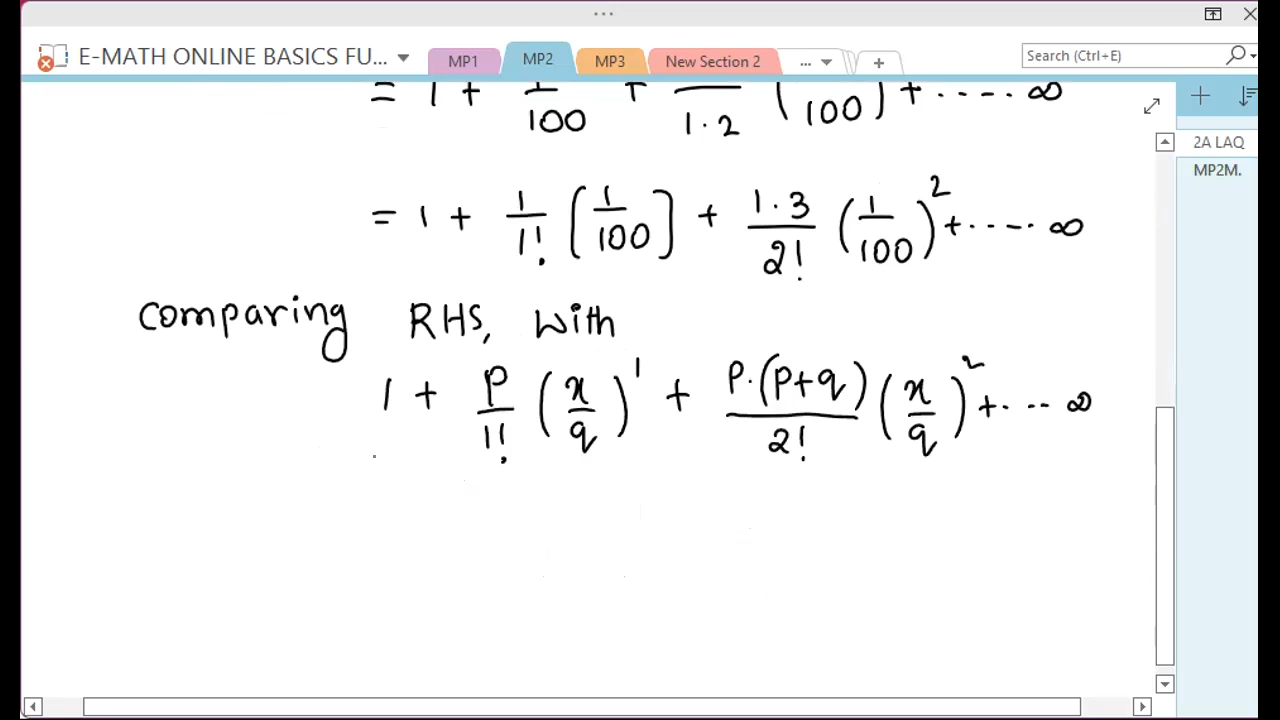 ...
E-MATH ONLINE BASICS FU... MP1 MP2 MP3 New Section 2 ... + Search (Ctrl+E)
= 1 + 1/100 + /1·2 (/100) + ..... ∞
2A LAQ
MP2M.
= 1 + 1/1! [1/100] + 1·3/2! (1/100)² + ...... ∞
Comparing RHS, with
1 + p/1! (x/q)¹ + p·(p+q)/2! (x/q)² + .... ∞